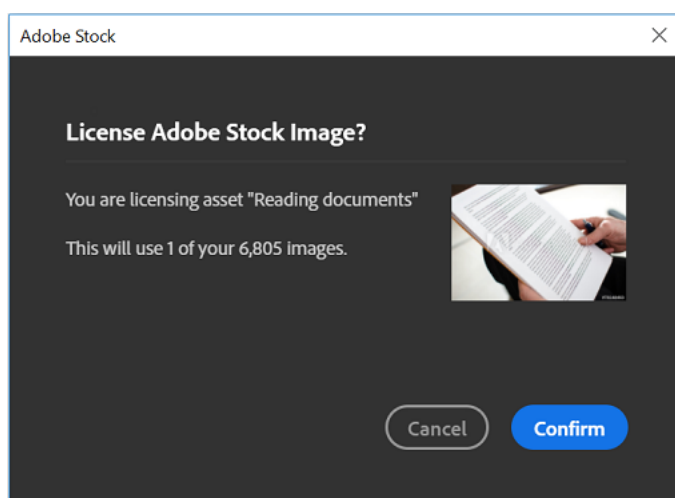 Adobe Stock
License Adobe Stock Image?
You are licensing asset "Reading documents"
This will use 1 of your 6,805 images.
Cancel
Confirm